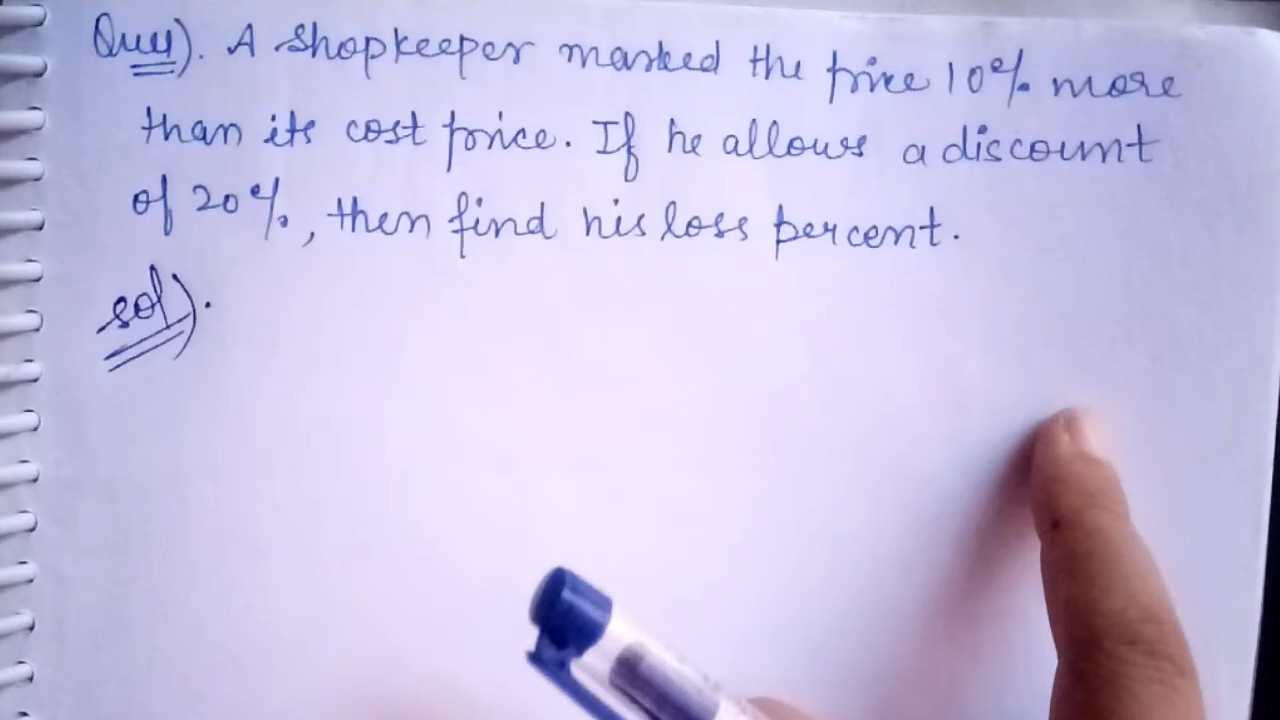 Ques). A shopkeeper marked the price 10% more
than its cost price. If he allows a discount
of 20%, then find his loss percent.
sol).